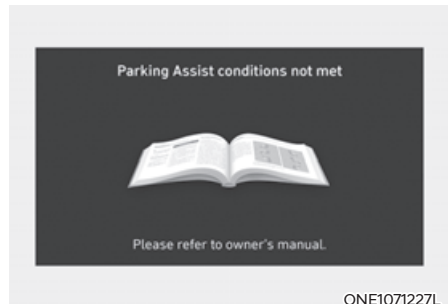 Parking Assist conditions not met
Please refer to owner's manual.
ONE1071227L